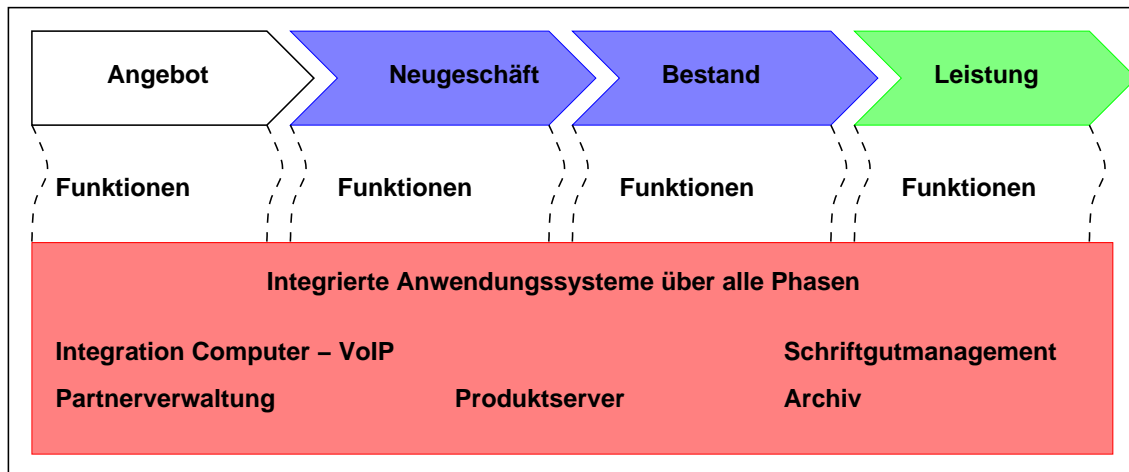 Angebot Neugeschäft Bestand Leistung
Funktionen Funktionen Funktionen Funktionen
Integrierte Anwendungssysteme über alle Phasen
Integration Computer – VoIP Schriftgutmanagement
Partnerverwaltung Produktserver Archiv